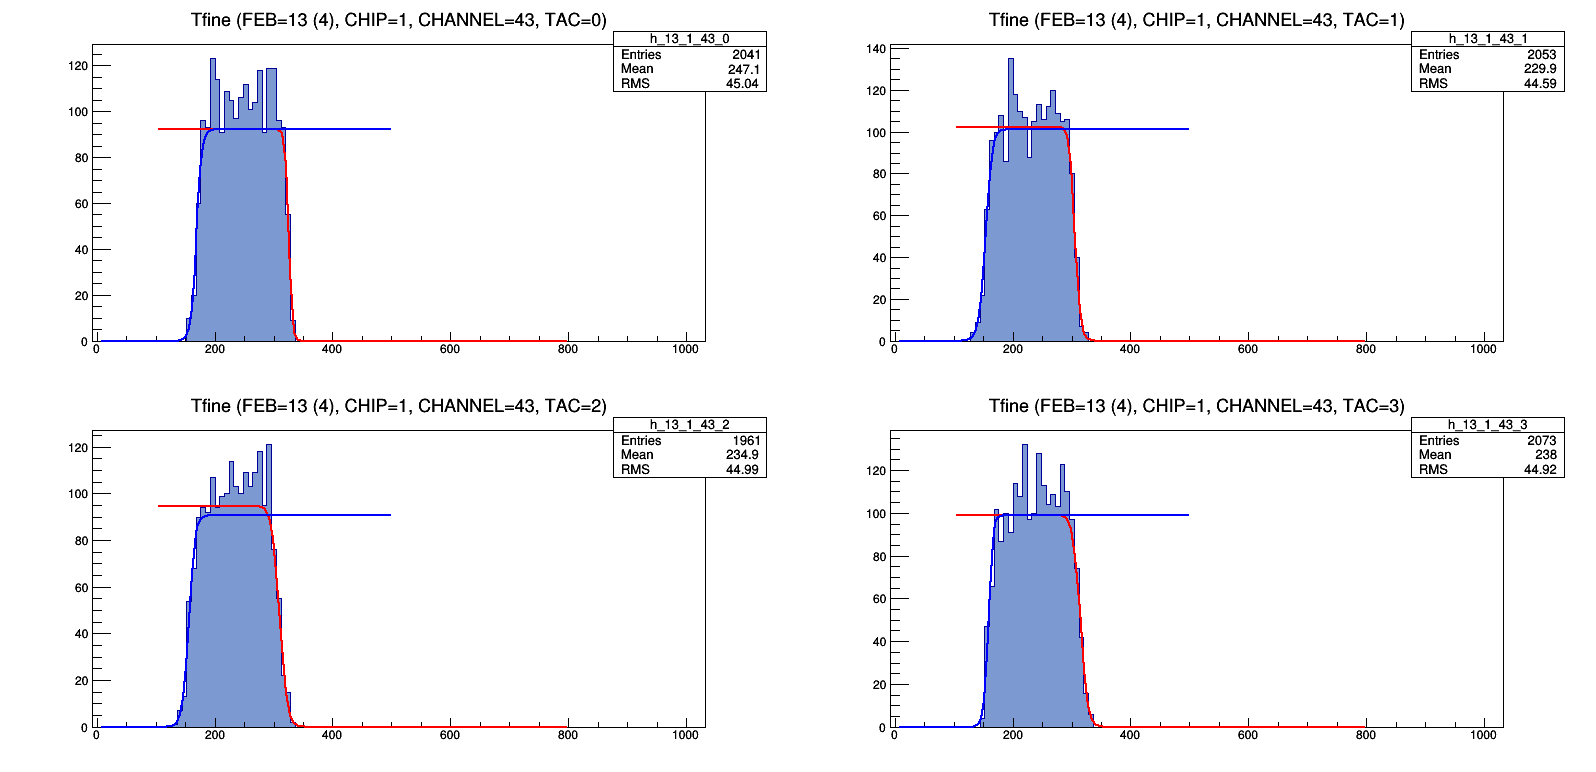 Tfine (FEB=13 (4), CHIP=1, CHANNEL=43, TAC=0)
h_13_1_43_0
Entries 2041
Mean 247.1
RMS 45.04
120
100
80
60
40
20
0
0 200 400 600 800 1000
Tfine (FEB=13 (4), CHIP=1, CHANNEL=43, TAC=1)
h_13_1_43_1
Entries 2053
Mean 229.9
RMS 44.59
140
120
100
80
60
40
20
0
0 200 400 600 800 1000
Tfine (FEB=13 (4), CHIP=1, CHANNEL=43, TAC=2)
h_13_1_43_2
Entries 1961
Mean 234.9
RMS 44.99
120
100
80
60
40
20
0
0 200 400 600 800 1000
Tfine (FEB=13 (4), CHIP=1, CHANNEL=43, TAC=3)
h_13_1_43_3
Entries 2073
Mean 238
RMS 44.92
120
100
80
60
40
20
0
0 200 400 600 800 1000